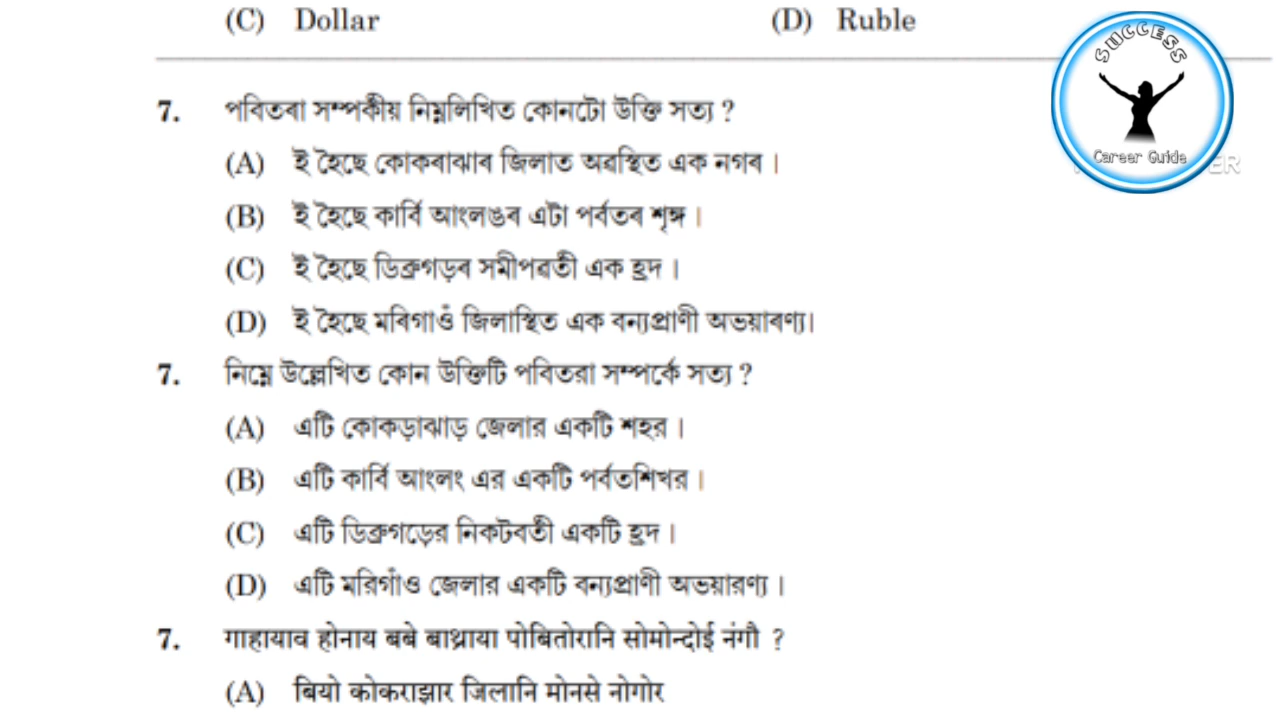 (C) Dollar (D) Ruble
SUCCESS
Career Guide
ER
7. পবিতৰা সম্পৰ্কীয় নিম্নলিখিত কোনটো উক্তি সত্য ?
(A) ই হৈছে কোকৰাঝাৰ জিলাত অৱস্থিত এক নগৰ ।
(B) ই হৈছে কাৰ্বি আংলঙৰ এটা পৰ্বতৰ শৃঙ্গ ।
(C) ই হৈছে ডিব্ৰুগড়ৰ সমীপৱৰ্তী এক হ্ৰদ ।
(D) ই হৈছে মৰিগাওঁ জিলাস্থিত এক বন্যপ্ৰাণী অভয়াৰণ্য।
7. নিম্নে উল্লেখিত কোন উক্তিটি পবিতরা সম্পর্কে সত্য ?
(A) এটি কোকড়াঝাড় জেলার একটি শহর ।
(B) এটি কার্বি আংলং এর একটি পর্বতশিখর ।
(C) এটি ডিব্রুগড়ের নিকটবর্তী একটি হ্রদ ।
(D) এটি মরিগাঁও জেলার একটি বন্যপ্রাণী অভয়ারণ্য ।
7. गाहायाव होनाय बबे बाथ्राया पोबितोरानि सोमोन्दोई नंगौ ?
(A) बियो कोकराझार जिलानि मोनसे नोगोर